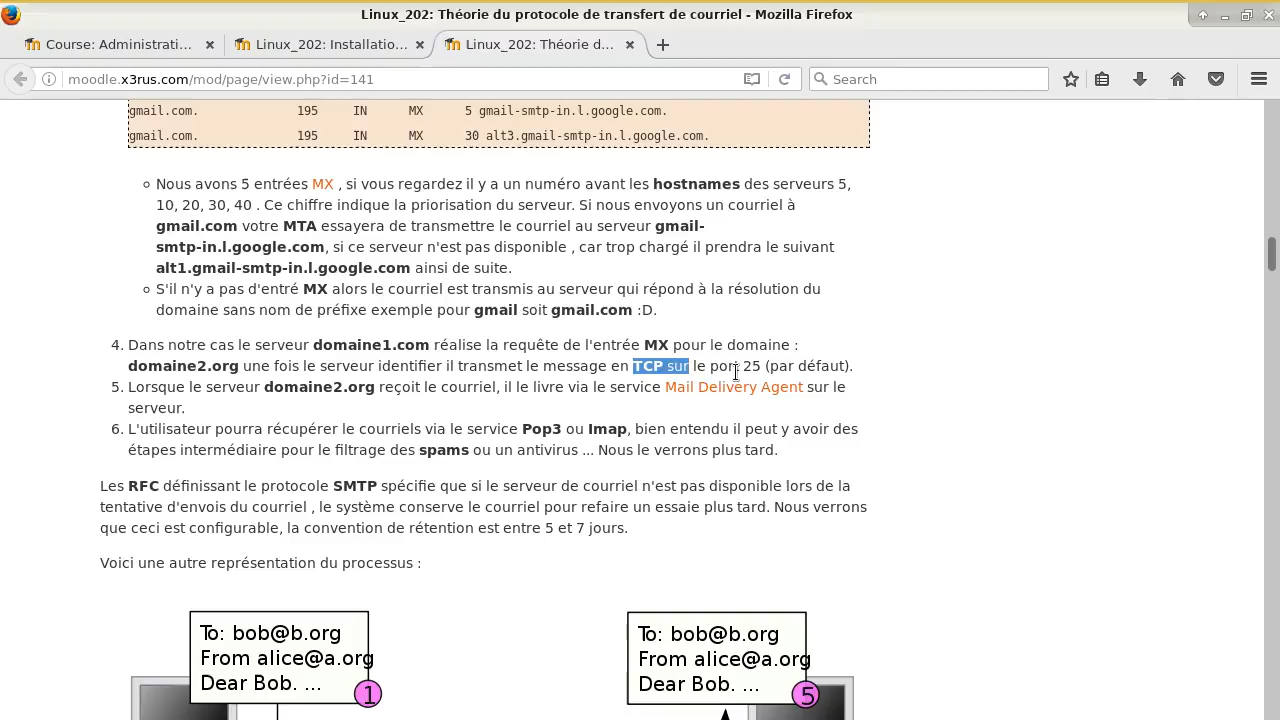 Linux_202: Théorie du protocole de transfert de courriel - Mozilla Firefox
Course: Administrati...
Linux_202: Installatio...
Linux_202: Théorie d...
moodle.x3rus.com/mod/page/view.php?id=141
Search
gmail.com. 195 IN MX 5 gmail-smtp-in.l.google.com.
gmail.com. 195 IN MX 30 alt3.gmail-smtp-in.l.google.com.
Nous avons 5 entrées MX , si vous regardez il y a un numéro avant les hostnames des serveurs 5,
10, 20, 30, 40 . Ce chiffre indique la priorisation du serveur. Si nous envoyons un courriel à
gmail.com votre MTA essayera de transmettre le courriel au serveur gmail-
smtp-in.l.google.com, si ce serveur n'est pas disponible , car trop chargé il prendra le suivant
alt1.gmail-smtp-in.l.google.com ainsi de suite.
S'il n'y a pas d'entré MX alors le courriel est transmis au serveur qui répond à la résolution du
domaine sans nom de préfixe exemple pour gmail soit gmail.com :D.
4. Dans notre cas le serveur domaine1.com réalise la requête de l'entrée MX pour le domaine :
domaine2.org une fois le serveur identifier il transmet le message en TCP sur le port 25 (par défaut).
5. Lorsque le serveur domaine2.org reçoit le courriel, il le livre via le service Mail Delivery Agent sur le
serveur.
6. L'utilisateur pourra récupérer le courriels via le service Pop3 ou Imap, bien entendu il peut y avoir des
étapes intermédiaire pour le filtrage des spams ou un antivirus ... Nous le verrons plus tard.
Les RFC définissant le protocole SMTP spécifie que si le serveur de courriel n'est pas disponible lors de la
tentative d'envois du courriel , le système conserve le courriel pour refaire un essaie plus tard. Nous verrons
que ceci est configurable, la convention de rétention est entre 5 et 7 jours.
Voici une autre représentation du processus :
To: bob@b.org
From alice@a.org
Dear Bob. ...
1
To: bob@b.org
From alice@a.org
Dear Bob. ...
5